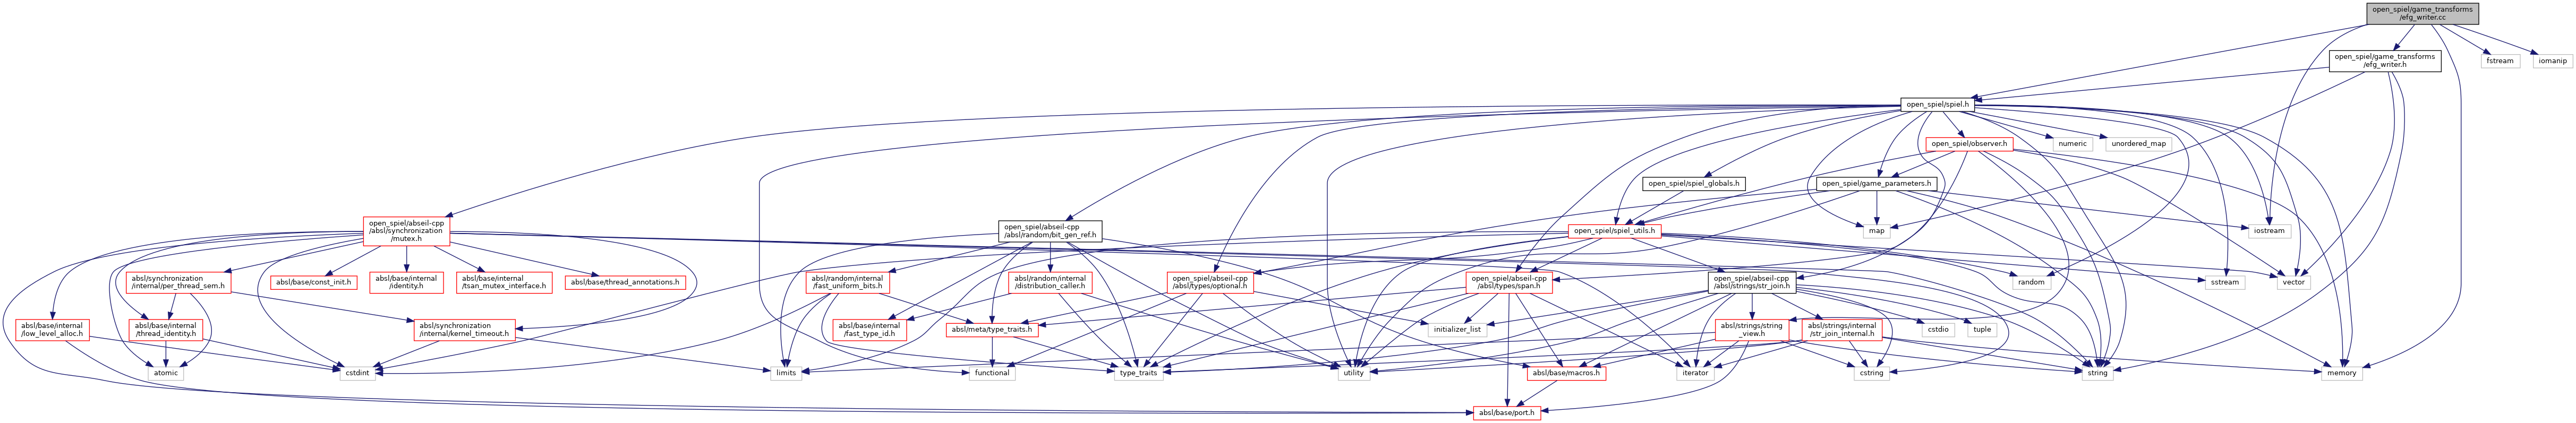 open_spiel/game_transforms
/efg_writer.cc
open_spiel/game_transforms
/efg_writer.h
fstream
iomanip
open_spiel/spiel.h
open_spiel/observer.h
numeric
unordered_map
open_spiel/spiel_globals.h
open_spiel/game_parameters.h
open_spiel/abseil-cpp
/absl/synchronization
/mutex.h
open_spiel/abseil-cpp
/absl/random/bit_gen_ref.h
open_spiel/spiel_utils.h
map
iostream
absl/synchronization
/internal/per_thread_sem.h
absl/base/const_init.h
absl/base/internal
/identity.h
absl/base/internal
/tsan_mutex_interface.h
absl/base/thread_annotations.h
absl/random/internal
/fast_uniform_bits.h
absl/random/internal
/distribution_caller.h
open_spiel/abseil-cpp
/absl/types/optional.h
open_spiel/abseil-cpp
/absl/types/span.h
open_spiel/abseil-cpp
/absl/strings/str_join.h
random
sstream
vector
absl/base/internal
/low_level_alloc.h
absl/base/internal
/thread_identity.h
absl/synchronization
/internal/kernel_timeout.h
absl/base/internal
/fast_type_id.h
absl/meta/type_traits.h
initializer_list
absl/strings/string
_view.h
absl/strings/internal
/str_join_internal.h
cstdio
tuple
atomic
cstdint
limits
functional
type_traits
utility
absl/base/macros.h
iterator
cstring
string
memory
absl/base/port.h